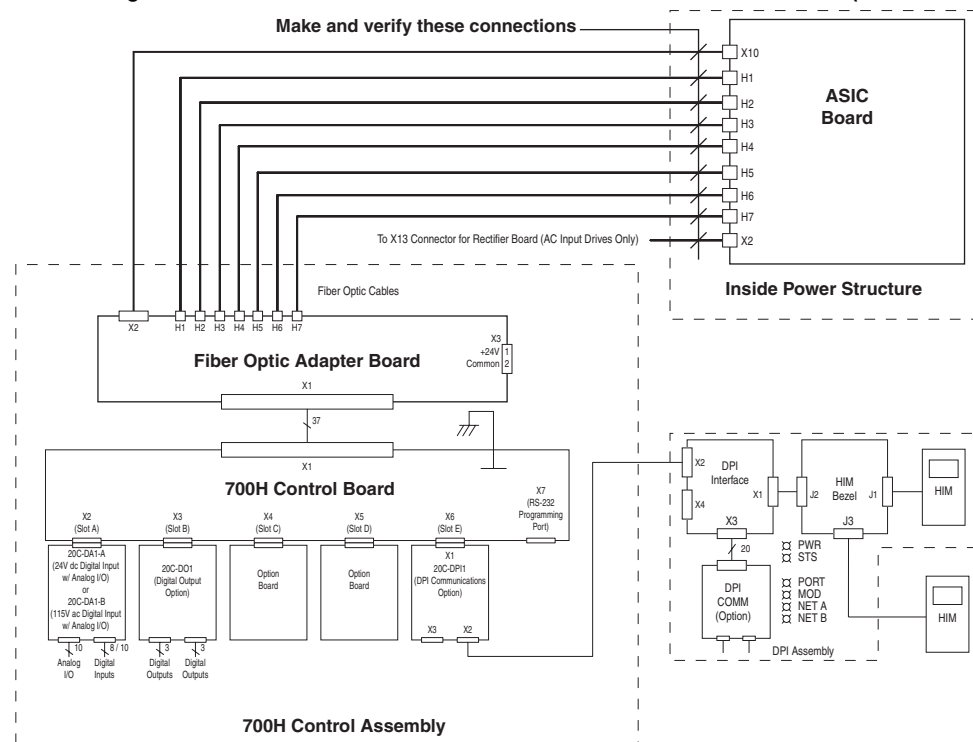 Make and verify these connections
X10
H1
H2
H3
H4
H5
H6
H7
X2
ASIC
Board
To X13 Connector for Rectifier Board (AC Input Drives Only)
Inside Power Structure
Fiber Optic Cables
X2
H1 H2 H3 H4 H5 H6 H7
X3
+24V 1
Common 2
Fiber Optic Adapter Board
X1
37
X1
700H Control Board
X7
(RS-232
Programming
Port)
X2
(Slot A)
X3
(Slot B)
X4
(Slot C)
X5
(Slot D)
X6
(Slot E)
20C-DA1-A
(24V dc Digital Input
w/ Analog I/O)
or
20C-DA1-B
(115V ac Digital Input
w/ Analog I/O)
20C-DO1
(Digital Output
Option)
Option
Board
Option
Board
X1
20C-DPI1
(DPI Communications
Option)
X3 X2
10
8 / 10
3
3
Analog
I/O
Digital
Inputs
Digital
Outputs
Digital
Outputs
700H Control Assembly
X2
X4
DPI
Interface
X1
X3
J2
HIM
Bezel
J1
J3
HIM
20
DPI
COMM
(Option)
PWR
STS
PORT
MOD
NET A
NET B
HIM
DPI Assembly